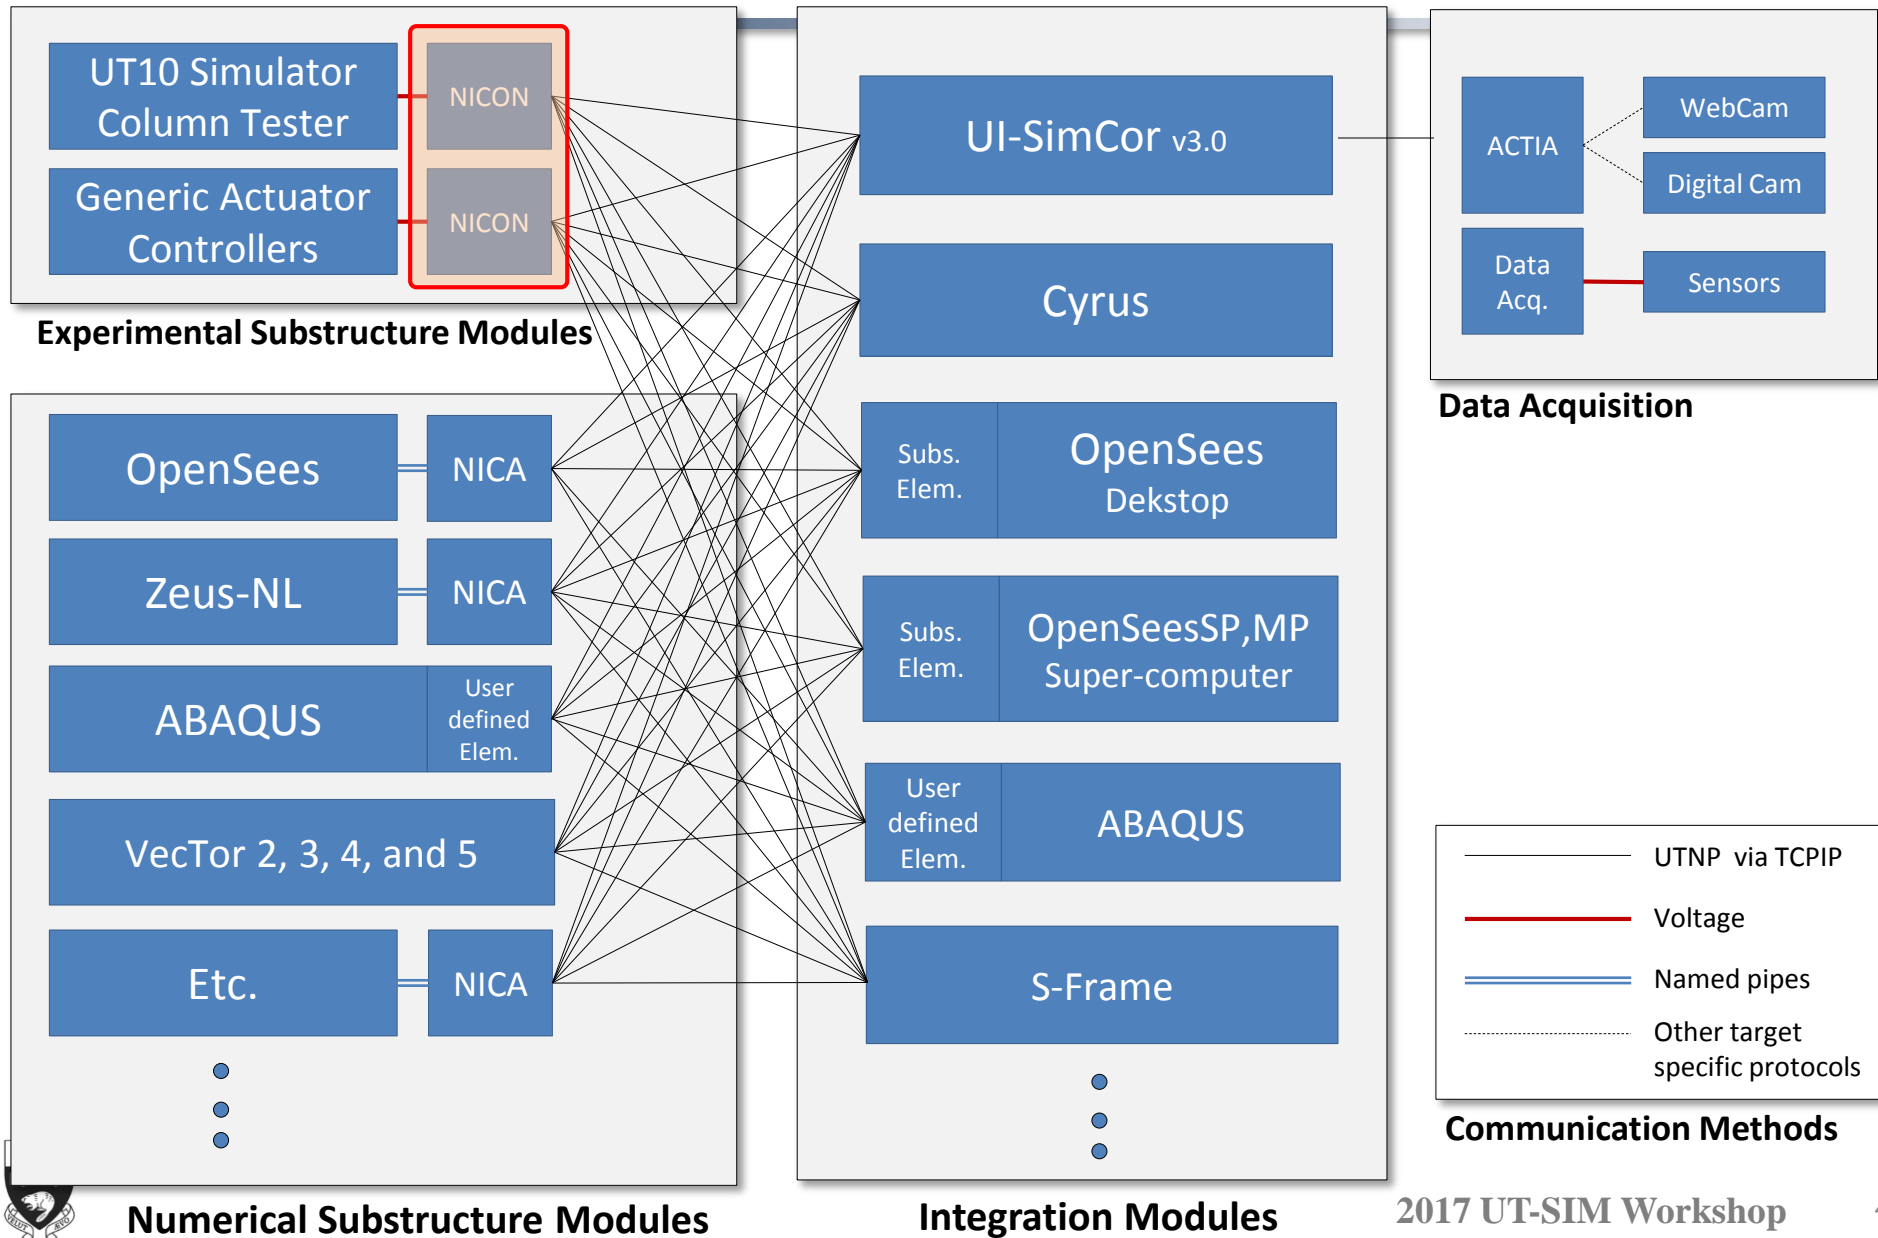 UT10 Simulator
Column Tester
NICON
Generic Actuator
Controllers
NICON
Experimental Substructure Modules
OpenSees
NICA
Zeus-NL
NICA
ABAQUS
User
defined
Elem.
VecTor 2, 3, 4, and 5
Etc.
NICA
Numerical Substructure Modules
UI-SimCor v3.0
Cyrus
Subs.
Elem.
OpenSees
Dekstop
Subs.
Elem.
OpenSeesSP,MP
Super-computer
User
defined
Elem.
ABAQUS
S-Frame
Integration Modules
ACTIA
WebCam
Digital Cam
Data
Acq.
Sensors
Data Acquisition
UTNP via TCPIP
Voltage
Named pipes
Other target
specific protocols
Communication Methods
2017 UT-SIM Workshop
VELUT
ÆVO